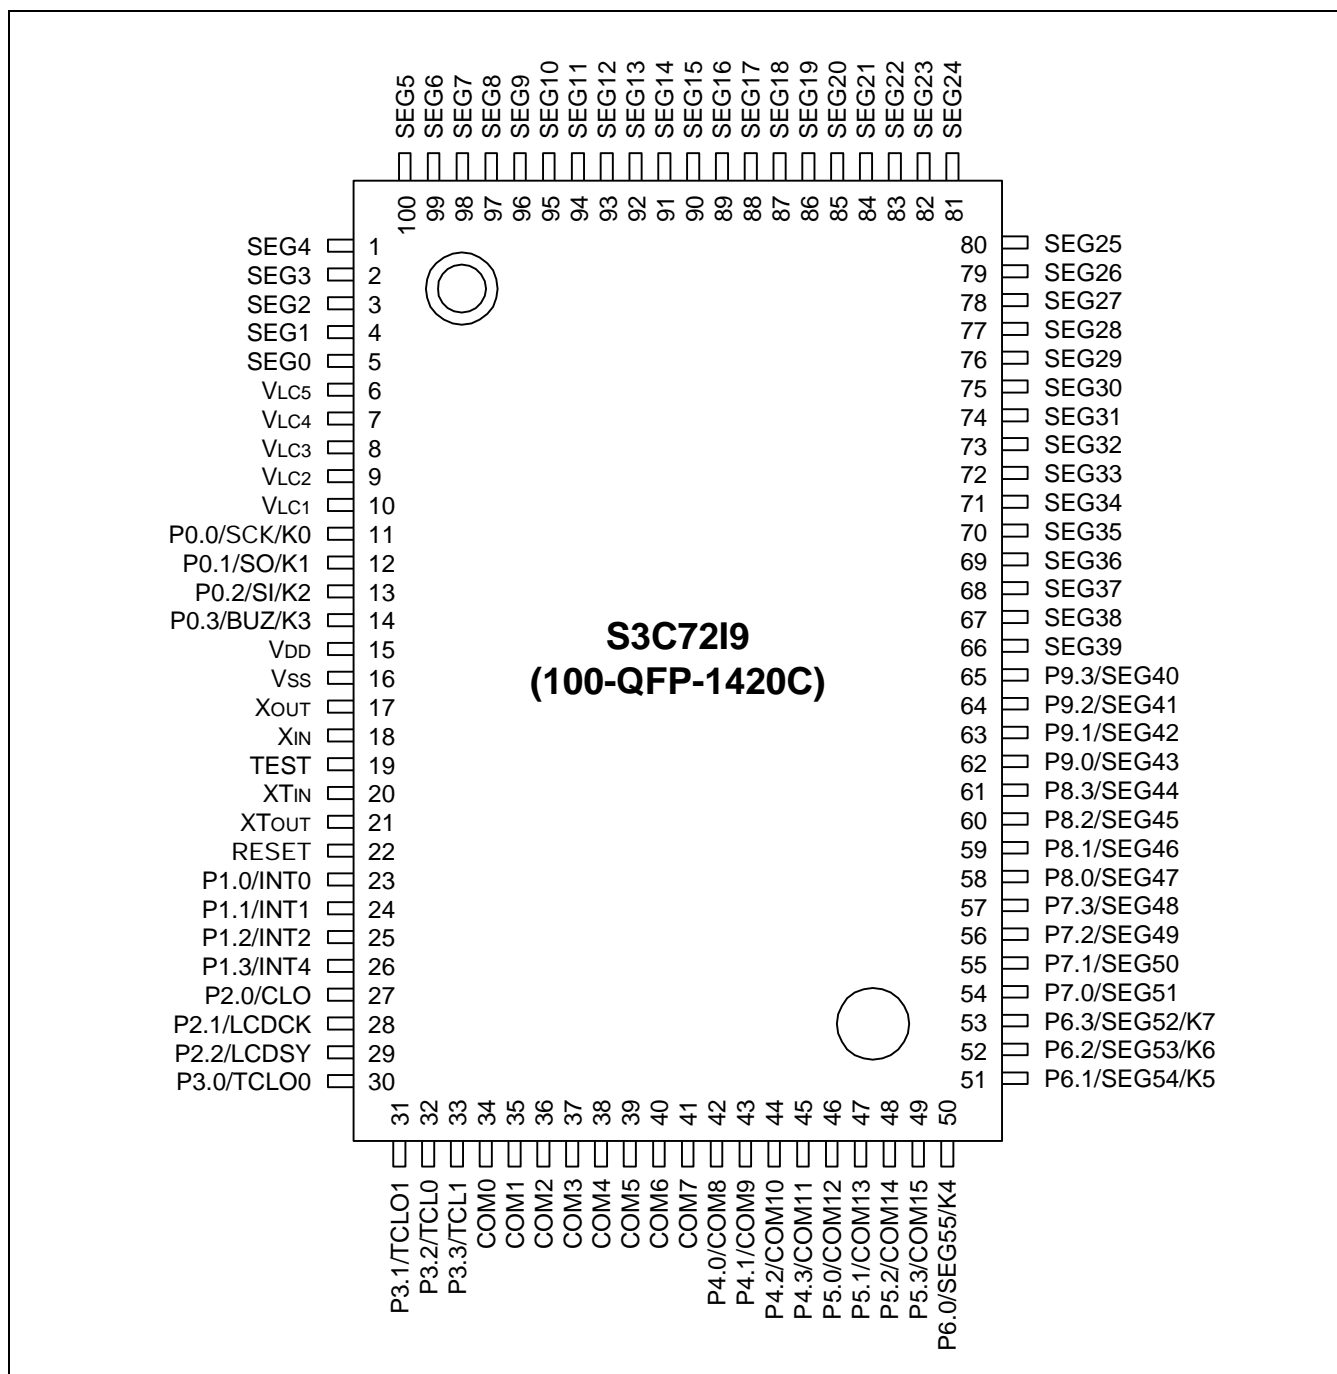 SEG5
SEG6
SEG7
SEG8
SEG9
SEG10
SEG11
SEG12
SEG13
SEG14
SEG15
SEG16
SEG17
SEG18
SEG19
SEG20
SEG21
SEG22
SEG23
SEG24
100
99
98
97
96
95
94
93
92
91
90
89
88
87
86
85
84
83
82
81
SEG4 1
SEG3 2
SEG2 3
SEG1 4
SEG0 5
VLC5 6
VLC4 7
VLC3 8
VLC2 9
VLC1 10
P0.0/SCK/K0 11
P0.1/SO/K1 12
P0.2/SI/K2 13
P0.3/BUZ/K3 14
VDD 15
VSS 16
XOUT 17
XIN 18
TEST 19
XTIN 20
XTOUT 21
RESET 22
P1.0/INT0 23
P1.1/INT1 24
P1.2/INT2 25
P1.3/INT4 26
P2.0/CLO 27
P2.1/LCDCK 28
P2.2/LCDSY 29
P3.0/TCLO0 30
S3C72I9
(100-QFP-1420C)
80 SEG25
79 SEG26
78 SEG27
77 SEG28
76 SEG29
75 SEG30
74 SEG31
73 SEG32
72 SEG33
71 SEG34
70 SEG35
69 SEG36
68 SEG37
67 SEG38
66 SEG39
65 P9.3/SEG40
64 P9.2/SEG41
63 P9.1/SEG42
62 P9.0/SEG43
61 P8.3/SEG44
60 P8.2/SEG45
59 P8.1/SEG46
58 P8.0/SEG47
57 P7.3/SEG48
56 P7.2/SEG49
55 P7.1/SEG50
54 P7.0/SEG51
53 P6.3/SEG52/K7
52 P6.2/SEG53/K6
51 P6.1/SEG54/K5
31
32
33
34
35
36
37
38
39
40
41
42
43
44
45
46
47
48
49
50
P3.1/TCLO1
P3.2/TCL0
P3.3/TCL1
COM0
COM1
COM2
COM3
COM4
COM5
COM6
COM7
P4.0/COM8
P4.1/COM9
P4.2/COM10
P4.3/COM11
P5.0/COM12
P5.1/COM13
P5.2/COM14
P5.3/COM15
P6.0/SEG55/K4